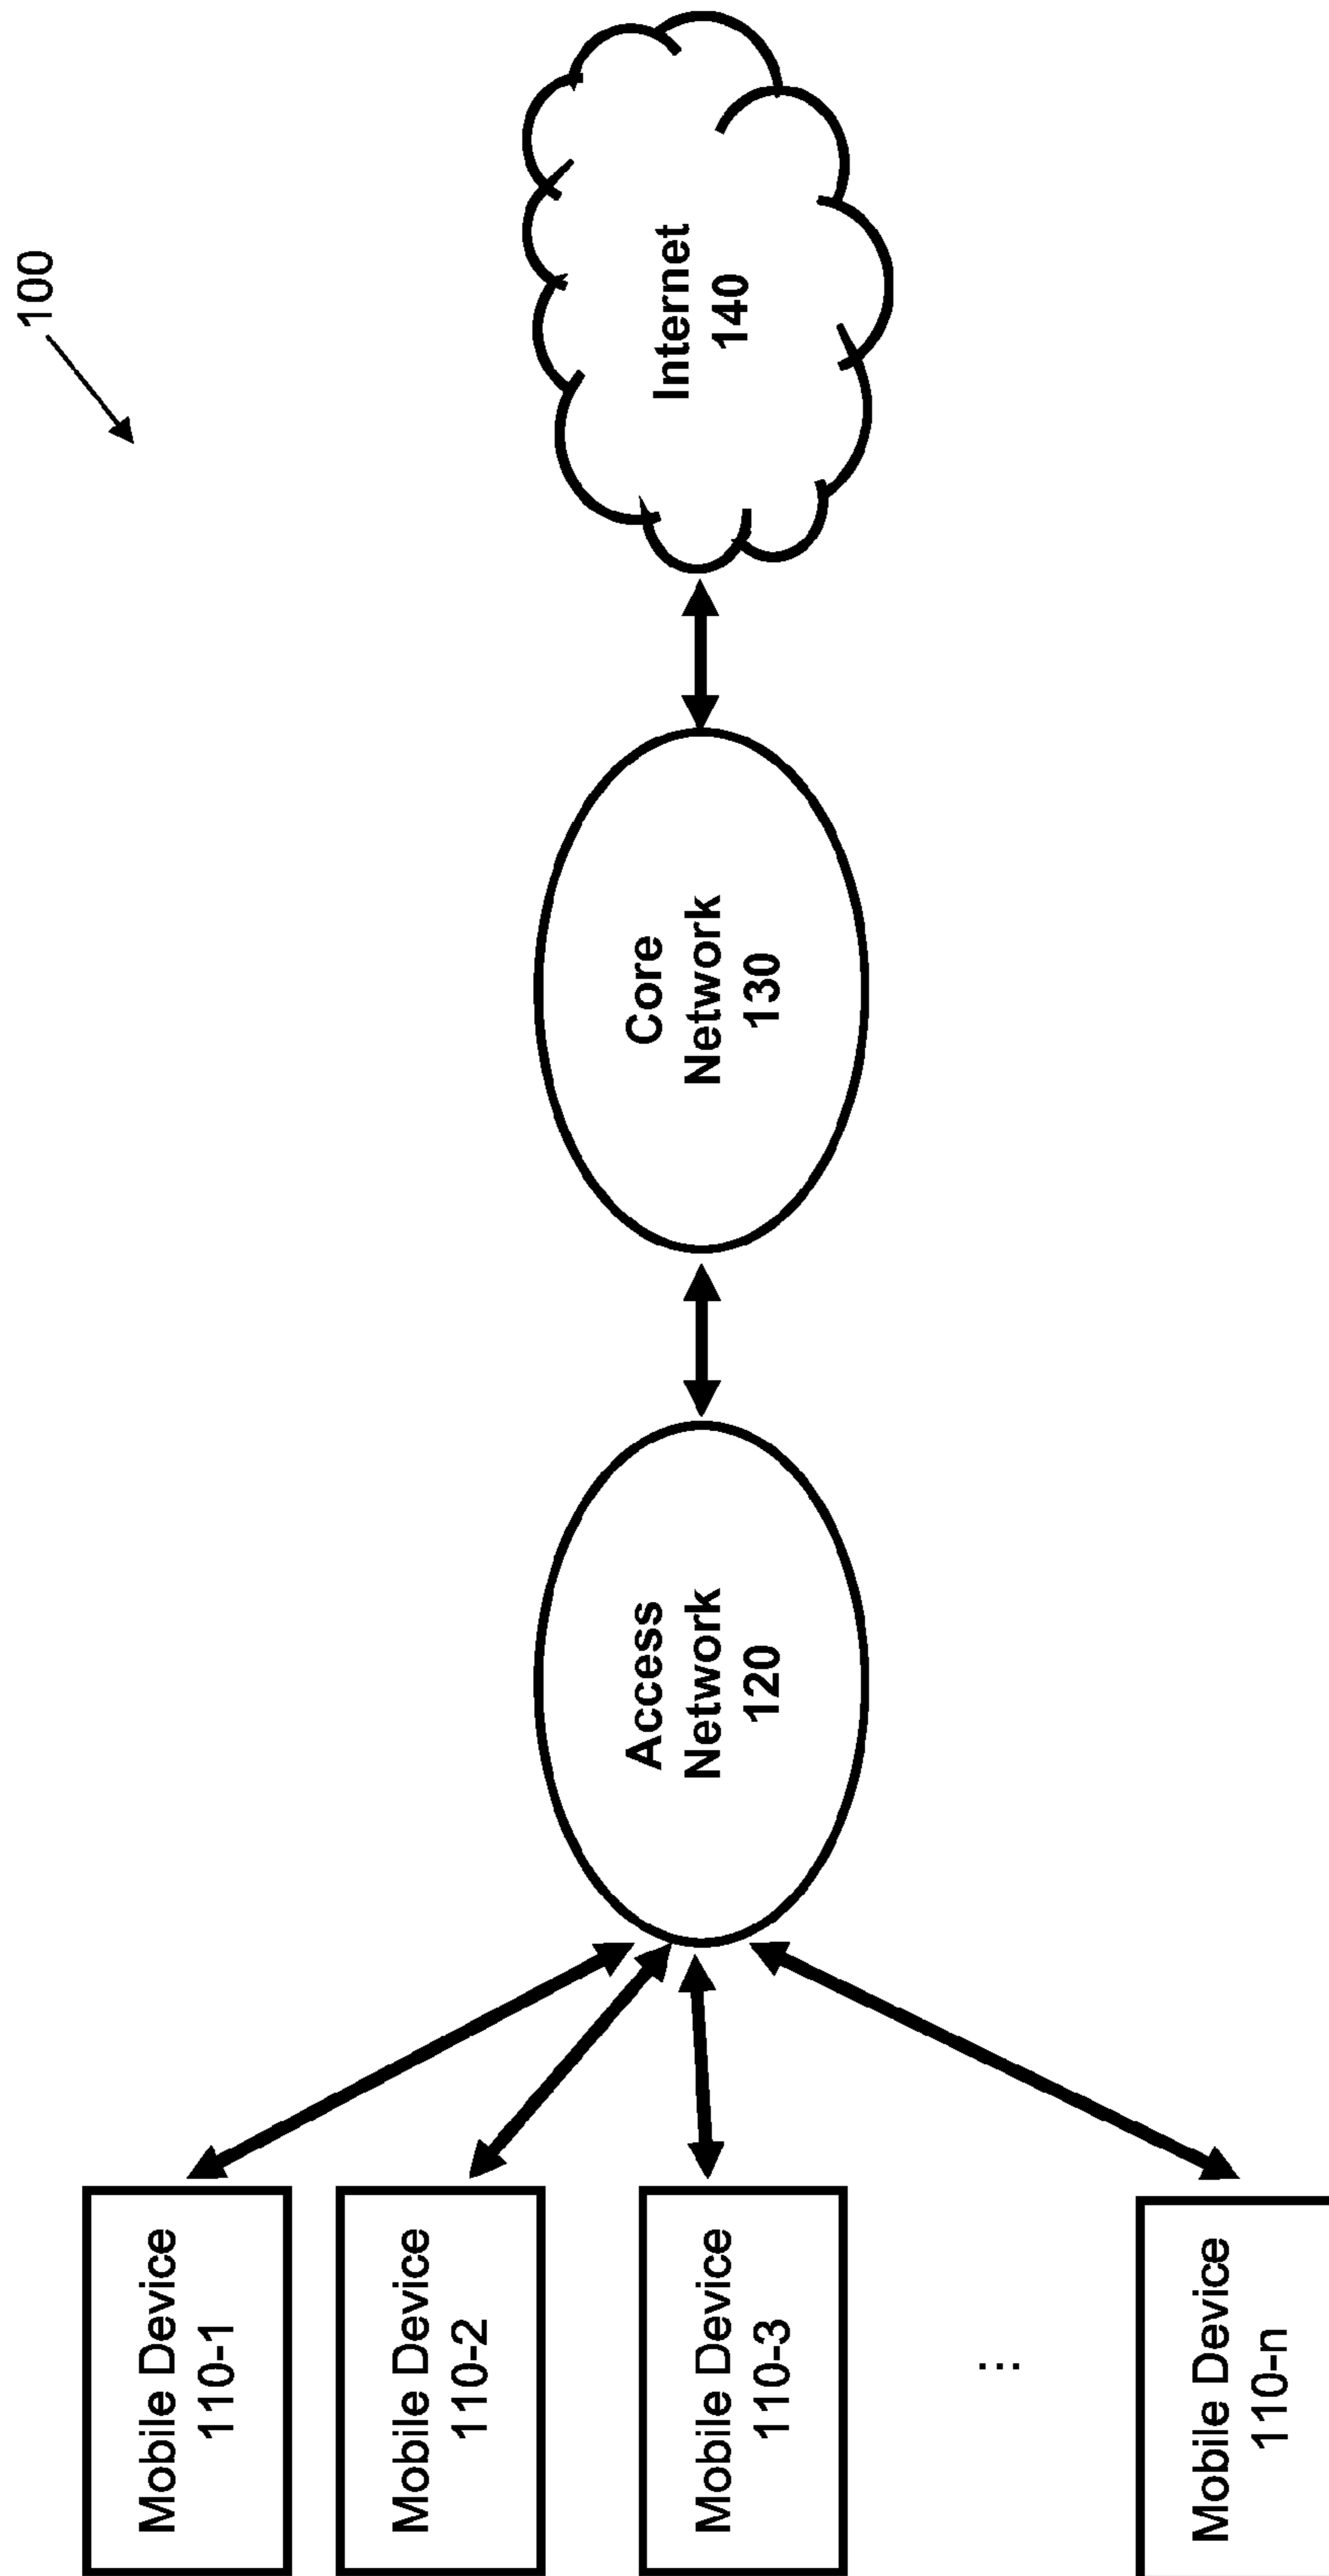 100
Mobile Device
110-1
Mobile Device
110-2
Mobile Device
110-3
...
Mobile Device
110-n
Access
Network
120
Core
Network
130
Internet
140